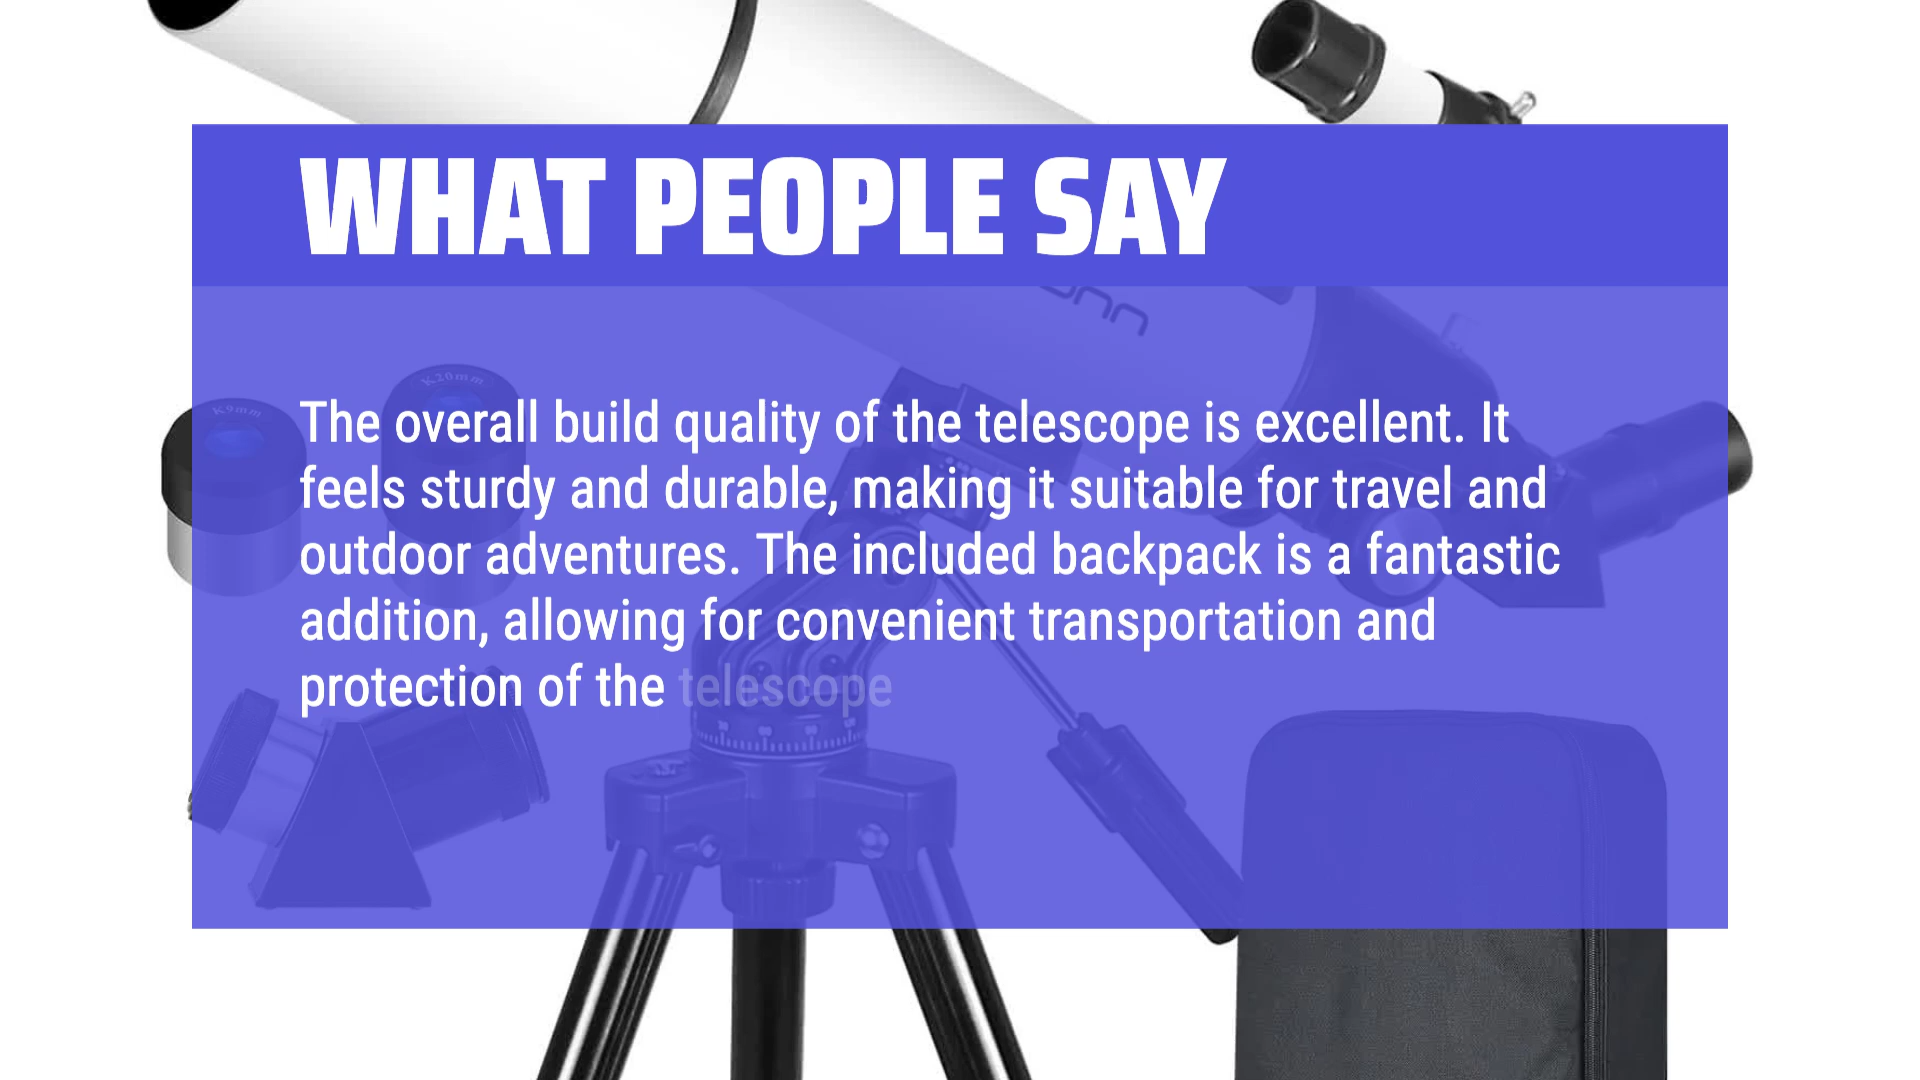 WHAT PEOPLE SAY
K20mm
K9mm
The overall build quality of the telescope is excellent. It
feels sturdy and durable, making it suitable for travel and
outdoor adventures. The included backpack is a fantastic
addition, allowing for convenient transportation and
protection of the telescope